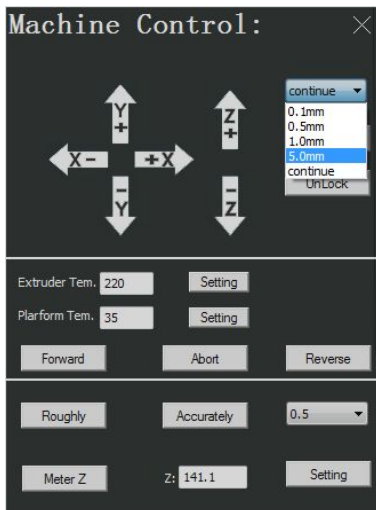 Machine Control:
continue
0.1mm
0.5mm
1.0mm
5.0mm
continue
UnLock
Y+
Z+
X-
+X
-Y
-Z
Extruder Tem. 220 Setting
Plarform Tem. 35 Setting
Forward Abort Reverse
Roughly Accurately 0.5
Meter Z Z: 141.1 Setting